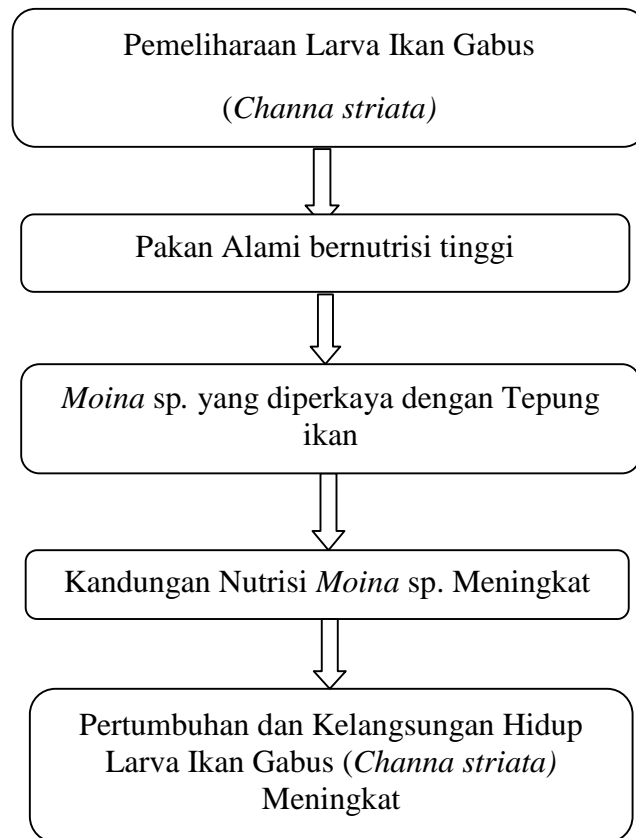 Pemeliharaan Larva Ikan Gabus
(Channa striata)
Pakan Alami bernutrisi tinggi
Moina sp. yang diperkaya dengan Tepung
ikan
Kandungan Nutrisi Moina sp. Meningkat
Pertumbuhan dan Kelangsungan Hidup
Larva Ikan Gabus (Channa striata)
Meningkat